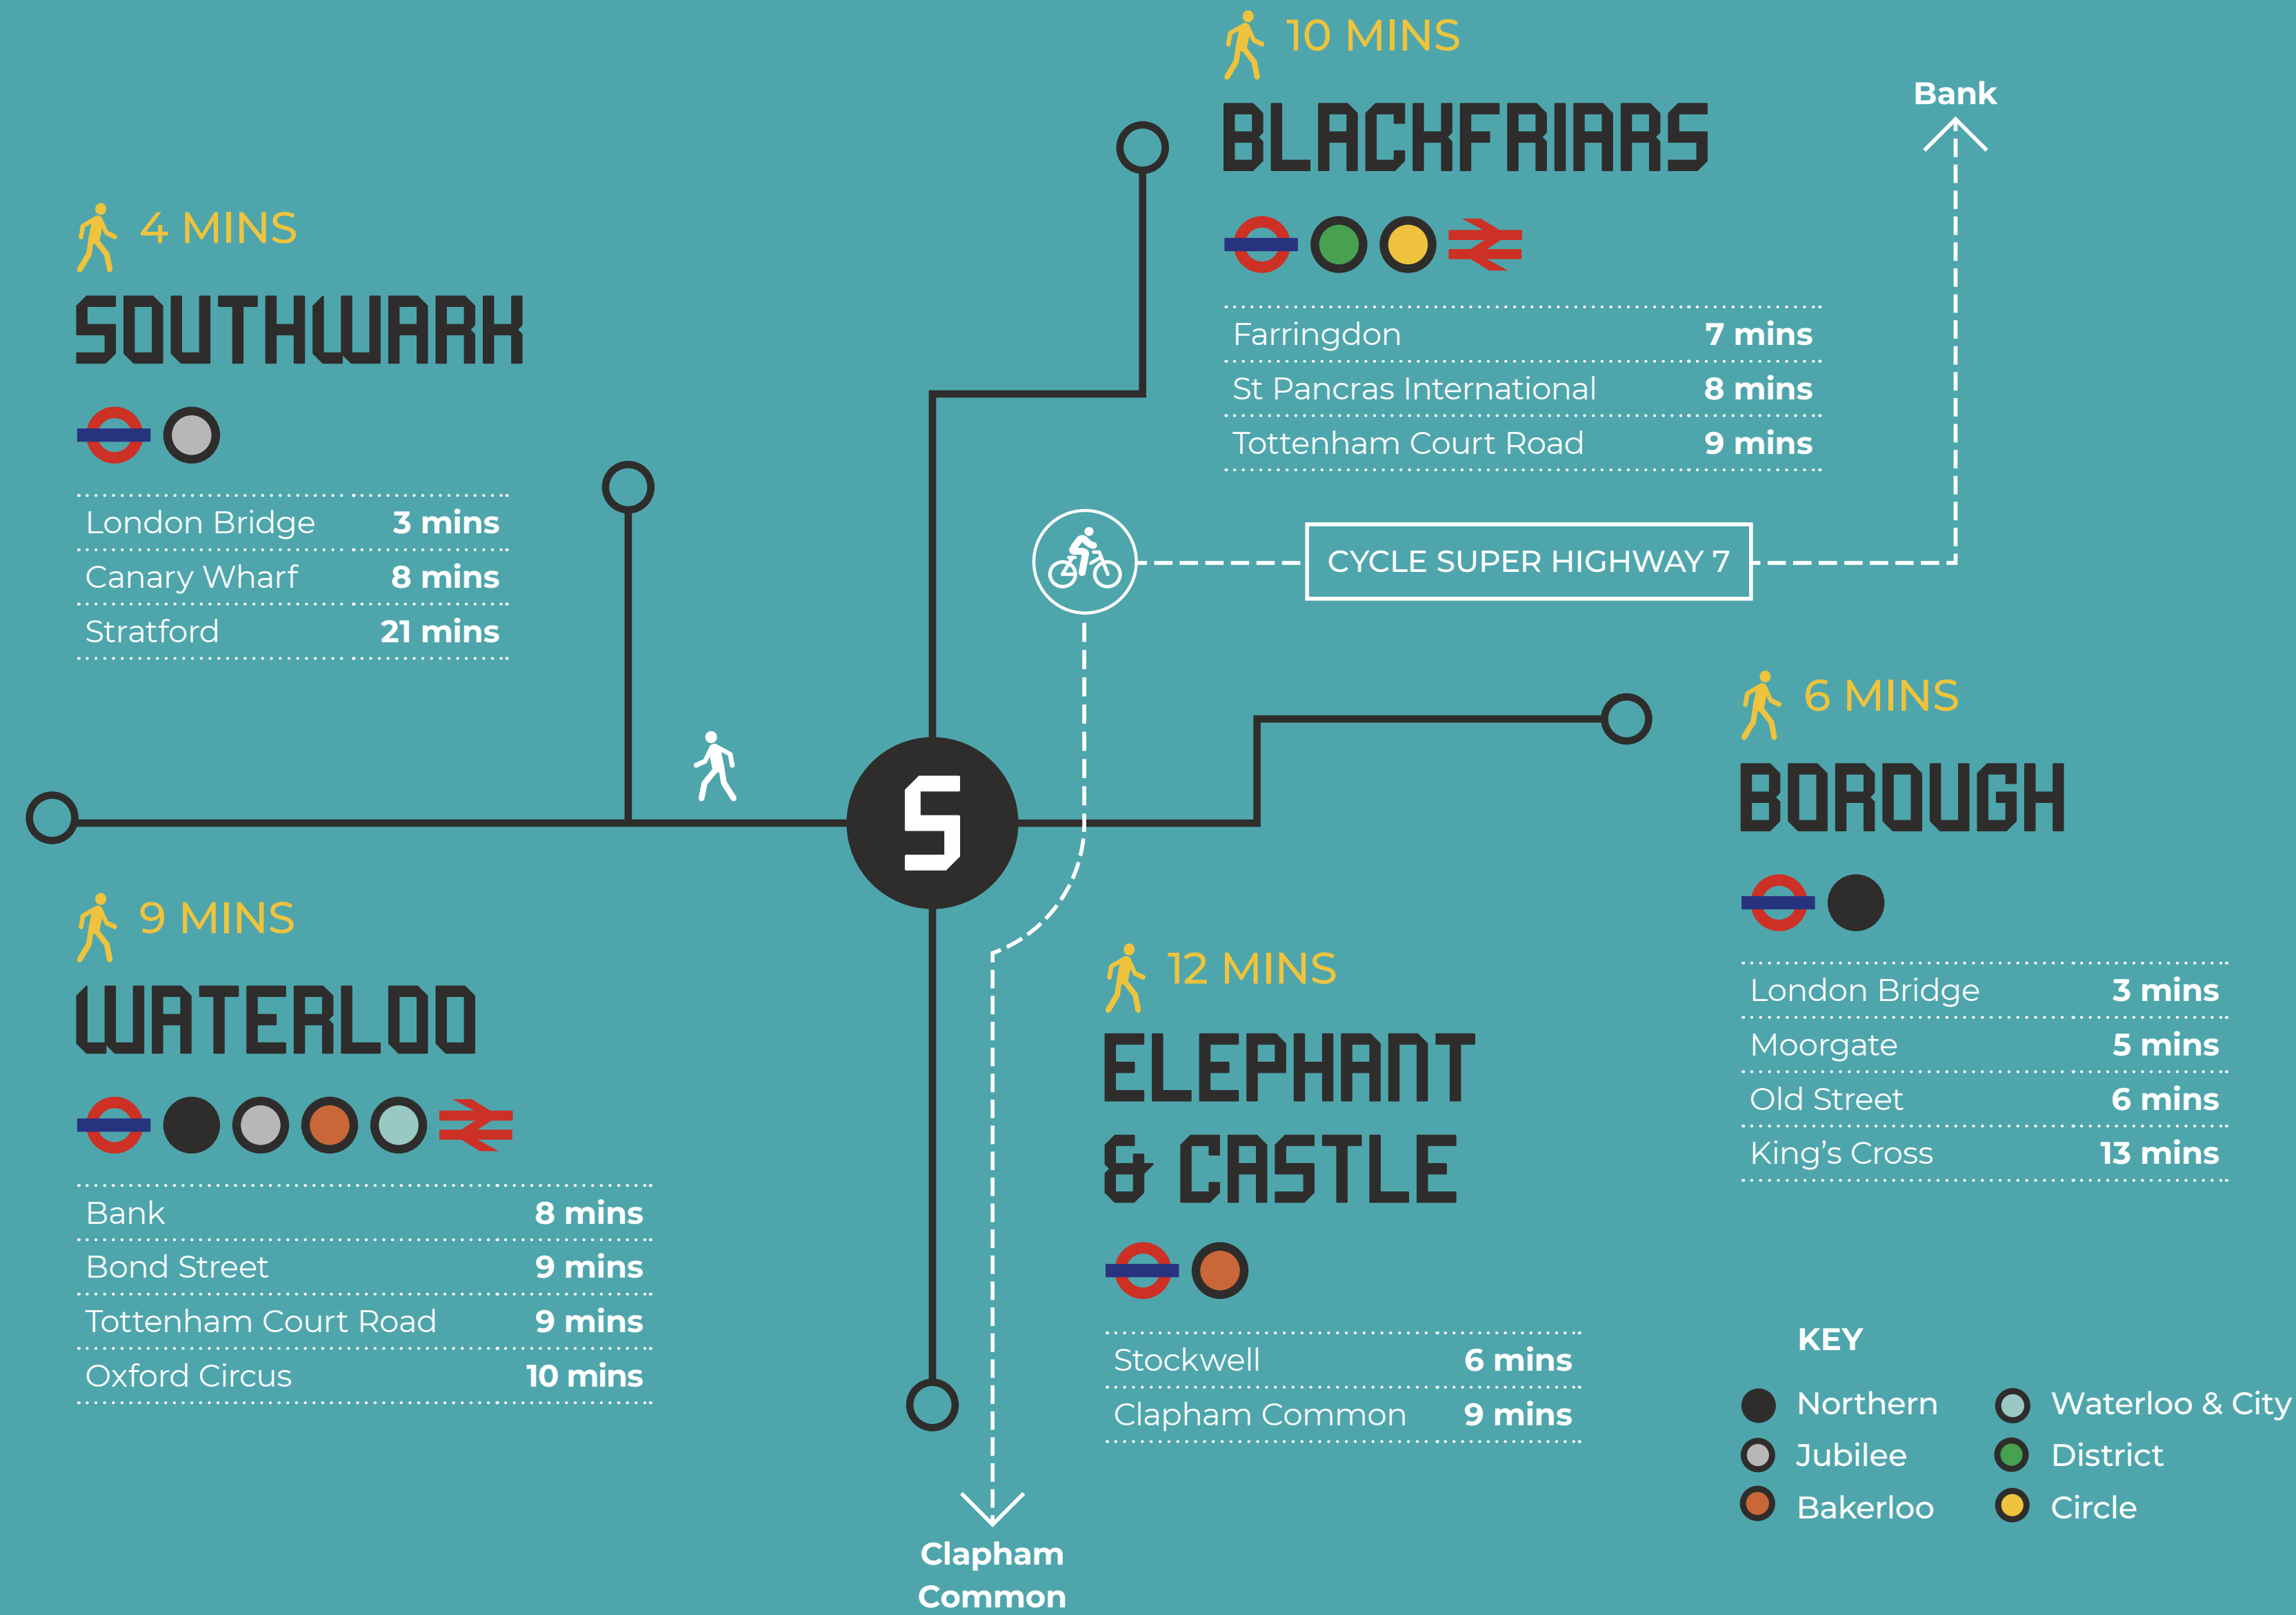 10 MINS
BLACKFRIARS
Farringdon 7 mins
St Pancras International 8 mins
Tottenham Court Road 9 mins
Bank
4 MINS
SOUTHWARK
London Bridge 3 mins
Canary Wharf 8 mins
Stratford 21 mins
CYCLE SUPER HIGHWAY 7
6 MINS
BOROUGH
London Bridge 3 mins
Moorgate 5 mins
Old Street 6 mins
King’s Cross 13 mins
S
9 MINS
WATERLOO
Bank 8 mins
Bond Street 9 mins
Tottenham Court Road 9 mins
Oxford Circus 10 mins
12 MINS
ELEPHANT
& CASTLE
Stockwell 6 mins
Clapham Common 9 mins
Clapham
Common
KEY
Northern
Jubilee
Bakerloo
Waterloo & City
District
Circle